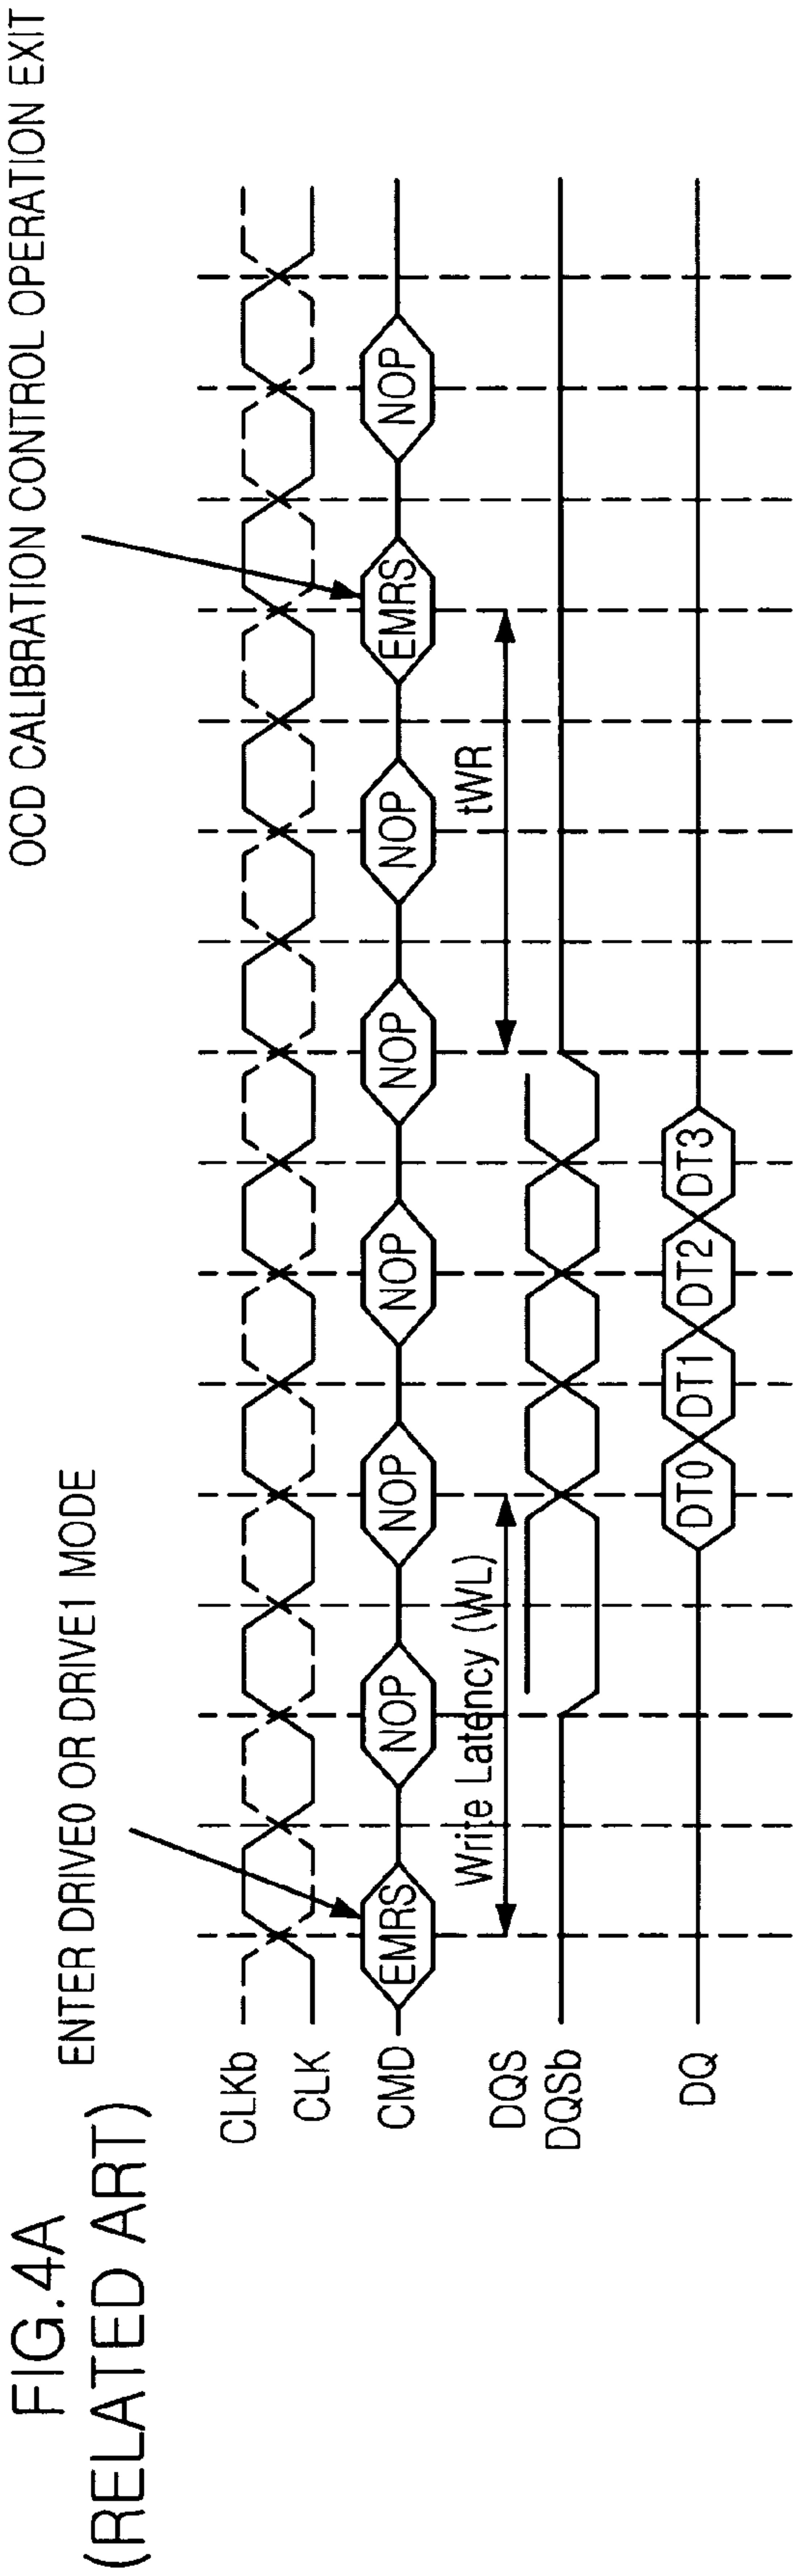 FIG.4A
(RELATED ART)
ENTER DRIVE0 OR DRIVE1 MODE
OCD CALIBRATION CONTROL OPERATION EXIT
CLKb
CLK
CMD
EMRS
NOP
NOP
NOP
NOP
NOP
EMRS
NOP
Write Latency (WL)
tWR
DQS
DQSb
DQ
DT0
DT1
DT2
DT3